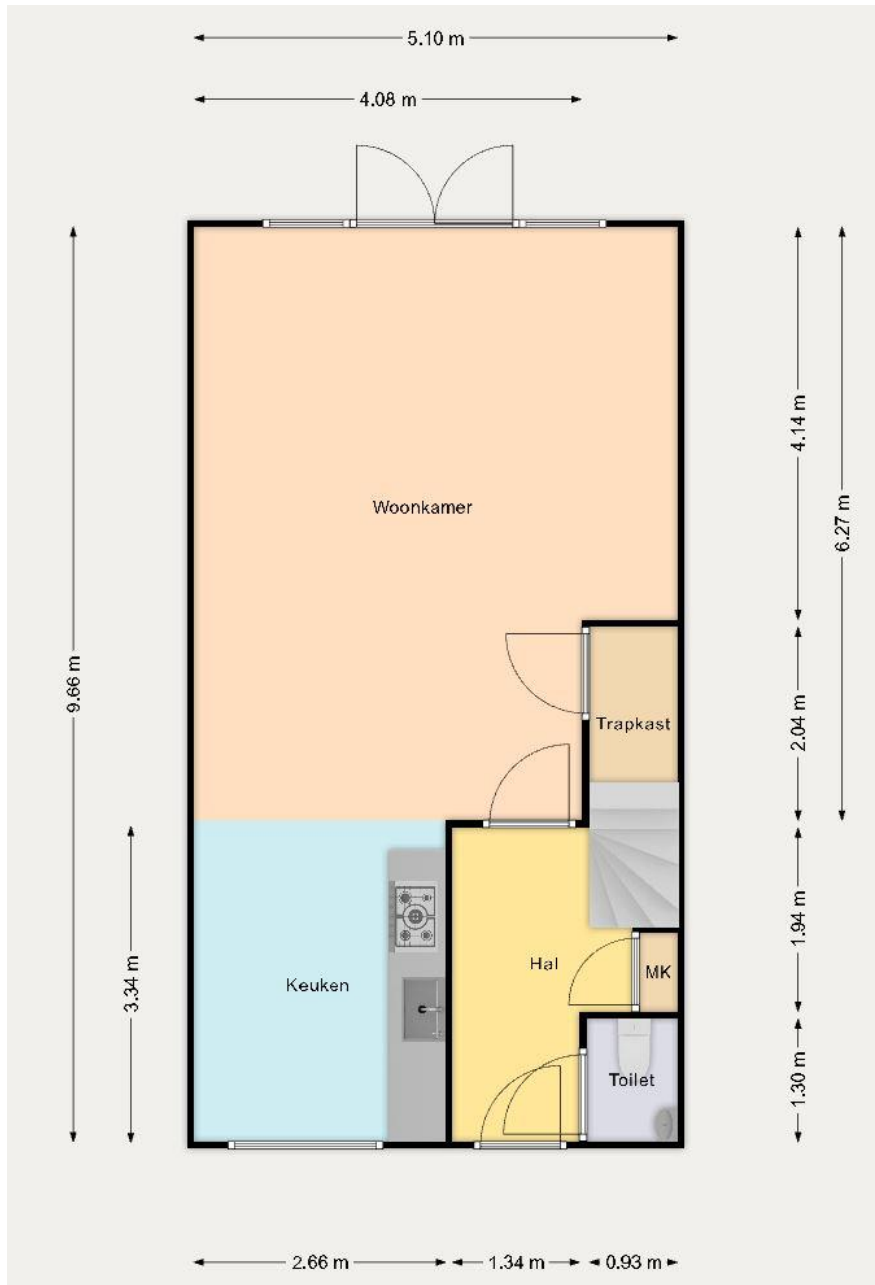 5.10 m
4.08 m
4.14 m
6.27 m
Woonkamer
9.66 m
2.04 m
Trapkast
1.94 m
Hal
MK
Keuken
3.34 m
Toilet
1.30 m
2.66 m
1.34 m
0.93 m